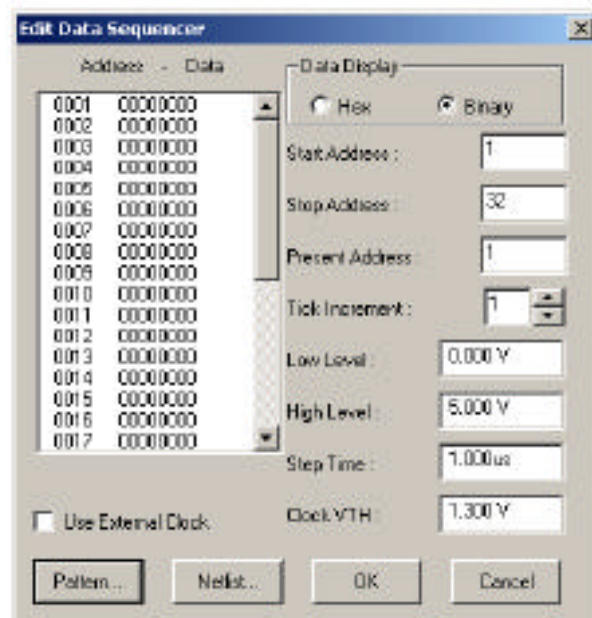 Edit Data Sequencer
Address - Data
0001 00000000
0002 00000000
0003 00000000
0004 00000000
0005 00000000
0006 00000000
0007 00000000
0008 00000000
0009 00000000
0010 00000000
0011 00000000
0012 00000000
0013 00000000
0014 00000000
0015 00000000
0016 00000000
0017 00000000
Use External Clock
Data Display
Hex Binary
Start Address : 1
Stop Address : 32
Present Address : 1
Tick Increment : 1
Low Level : 0.000 V
High Level : 5.000 V
Step Time : 1.000us
Clock VTH : 1.300 V
Pattern... Netlist... OK Cancel